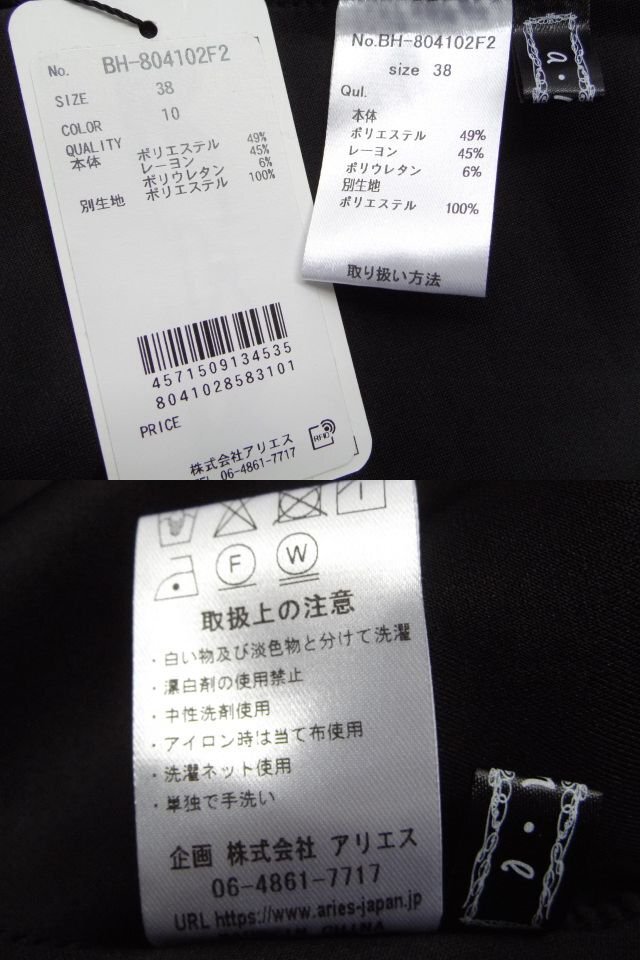 No. BH-804102F2
SIZE 38
COLOR 10
QUALITY
本体 ポリエステル 49%
レーヨン 45%
ポリウレタン 6%
別生地 ポリエステル 100%
4571509134535
8041028583101
PRICE
株式会社アリエス
TEL 06-4861-7717
RFID
No.BH-804102F2
size 38
Qul.
本体
ポリエステル 49%
レーヨン 45%
ポリウレタン 6%
別生地
ポリエステル 100%
取り扱い方法
a・
F W
取扱上の注意
・白い物及び淡色物と分けて洗濯
・漂白剤の使用禁止
・中性洗剤使用
・アイロン時は当て布使用
・洗濯ネット使用
・単独で手洗い
企画 株式会社 アリエス
06-4861-7717
URL https://www.aries-japan.jp/
MADE IN CHINA
・e